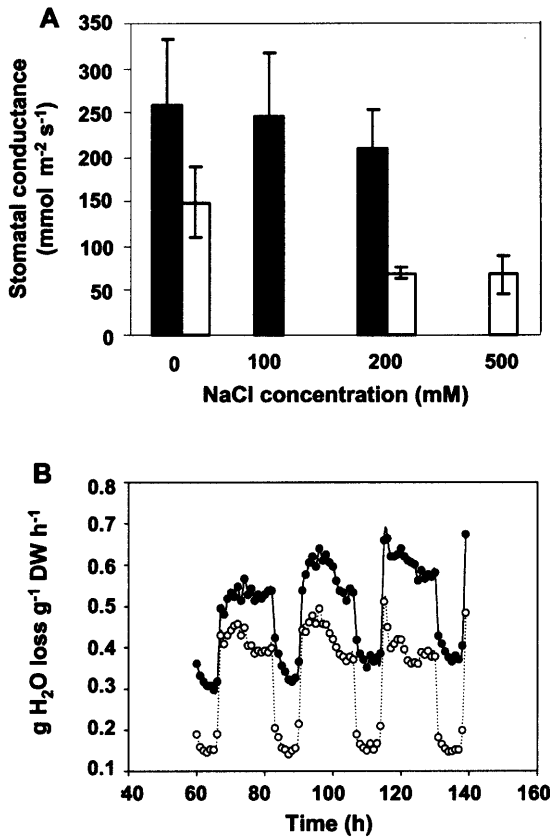 A
350
300
250
200
150
100
50
0
Stomatal conductance
(mmol m⁻² s⁻¹)
0 100 200 500
NaCl concentration (mM)
B
0.8
0.7
0.6
0.5
0.4
0.3
0.2
0.1
g H₂O loss g⁻¹ DW h⁻¹
40 60 80 100 120 140 160
Time (h)